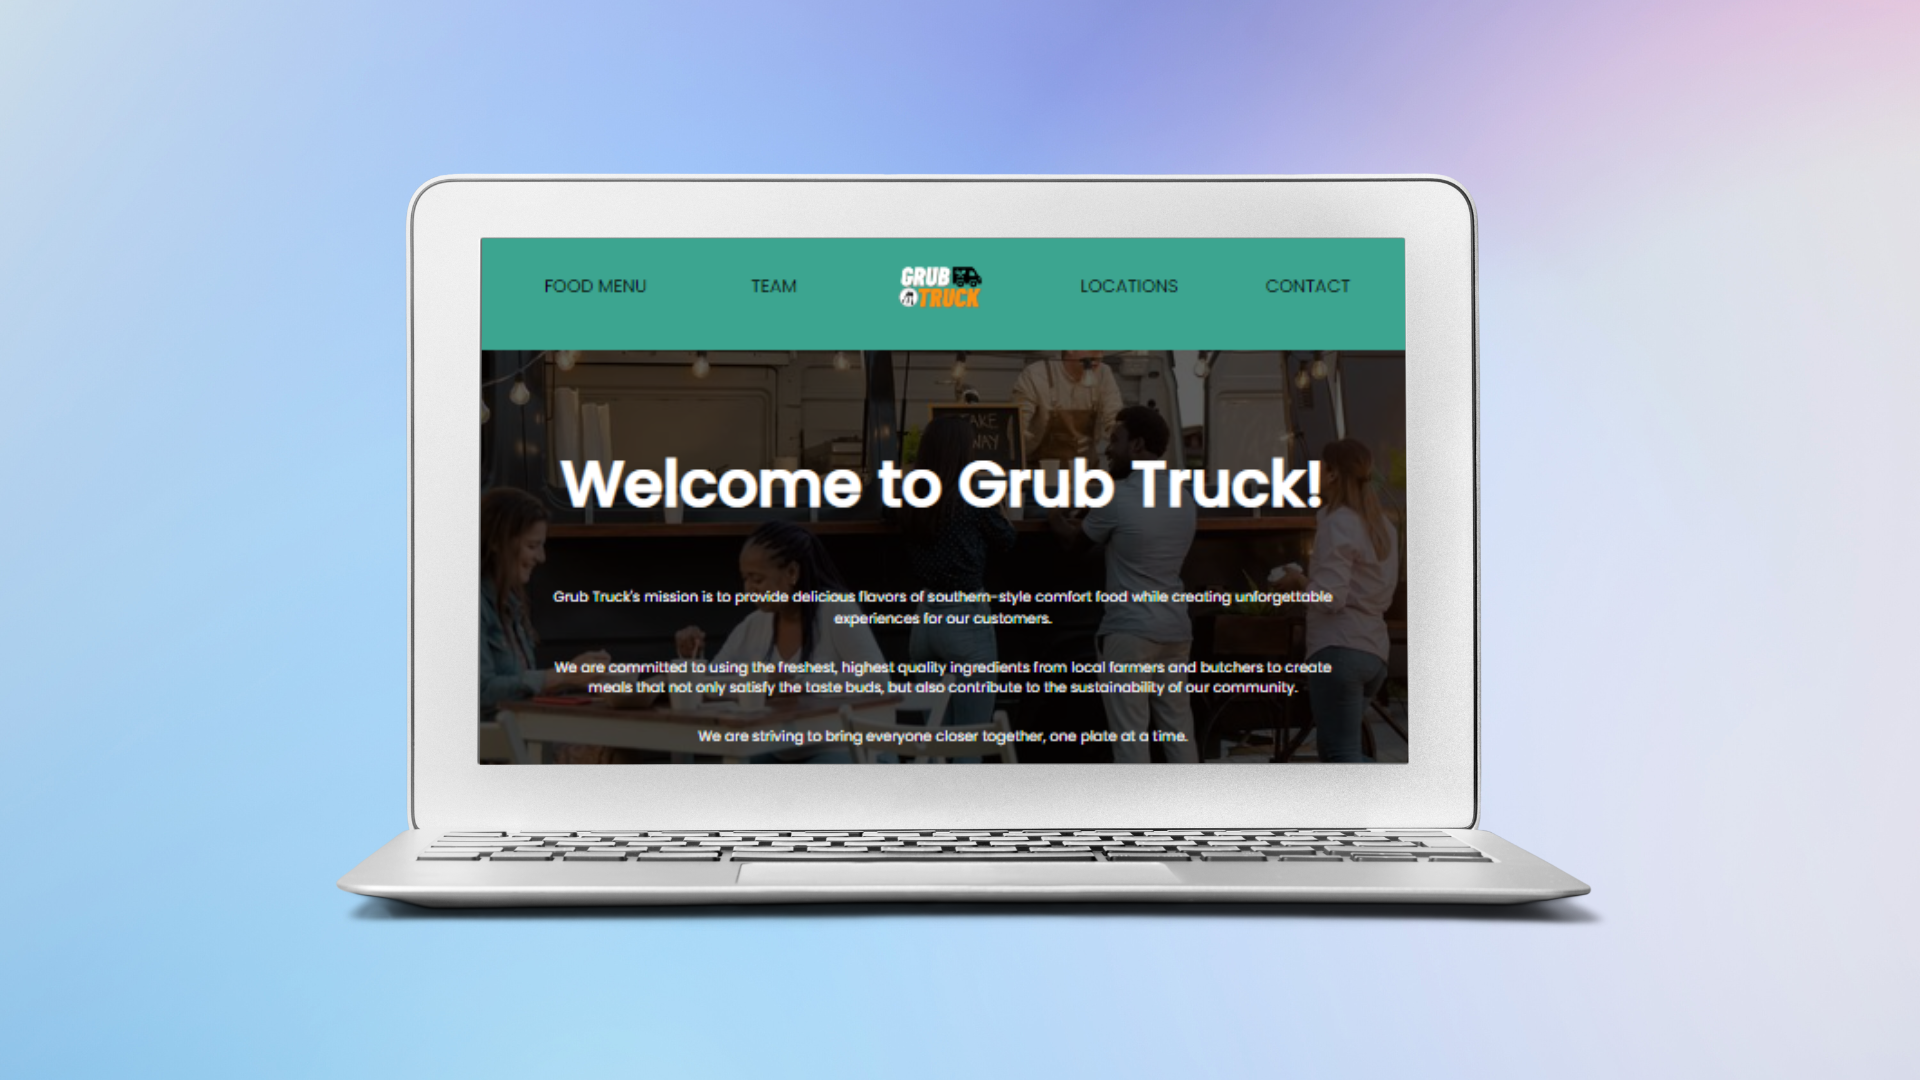 FOOD MENU
TEAM
GRUB
TRUCK
LOCATIONS
CONTACT
AKE
WAY
Welcome to Grub Truck!
Grub Truck's mission is to provide delicious flavors of southern-style comfort food while creating unforgettable
experiences for our customers.
We are committed to using the freshest, highest quality ingredients from local farmers and butchers to create
meals that not only satisfy the taste buds, but also contribute to the sustainability of our community.
We are striving to bring everyone closer together, one plate at a time.